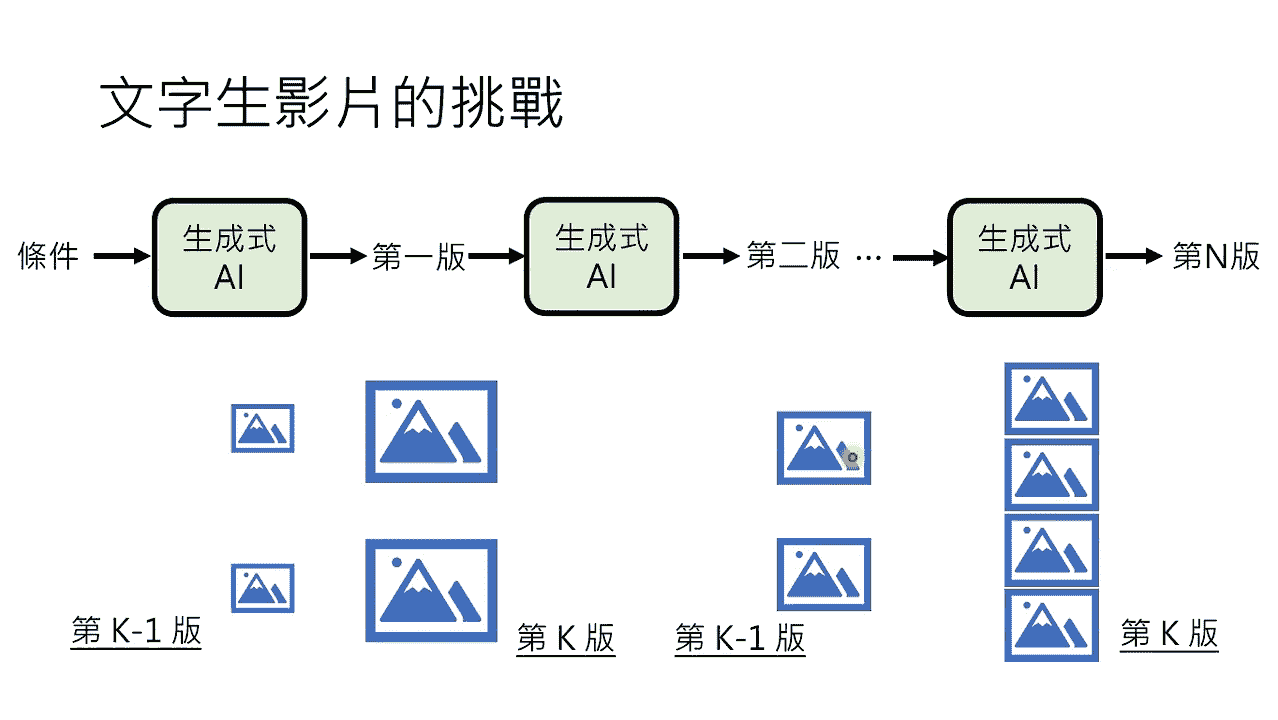 文字生影片的挑戰
條件
生成式
AI
第一版
生成式
AI
第二版
...
生成式
AI
第N版
第 K-1 版
第 K 版
第 K-1 版
第 K 版